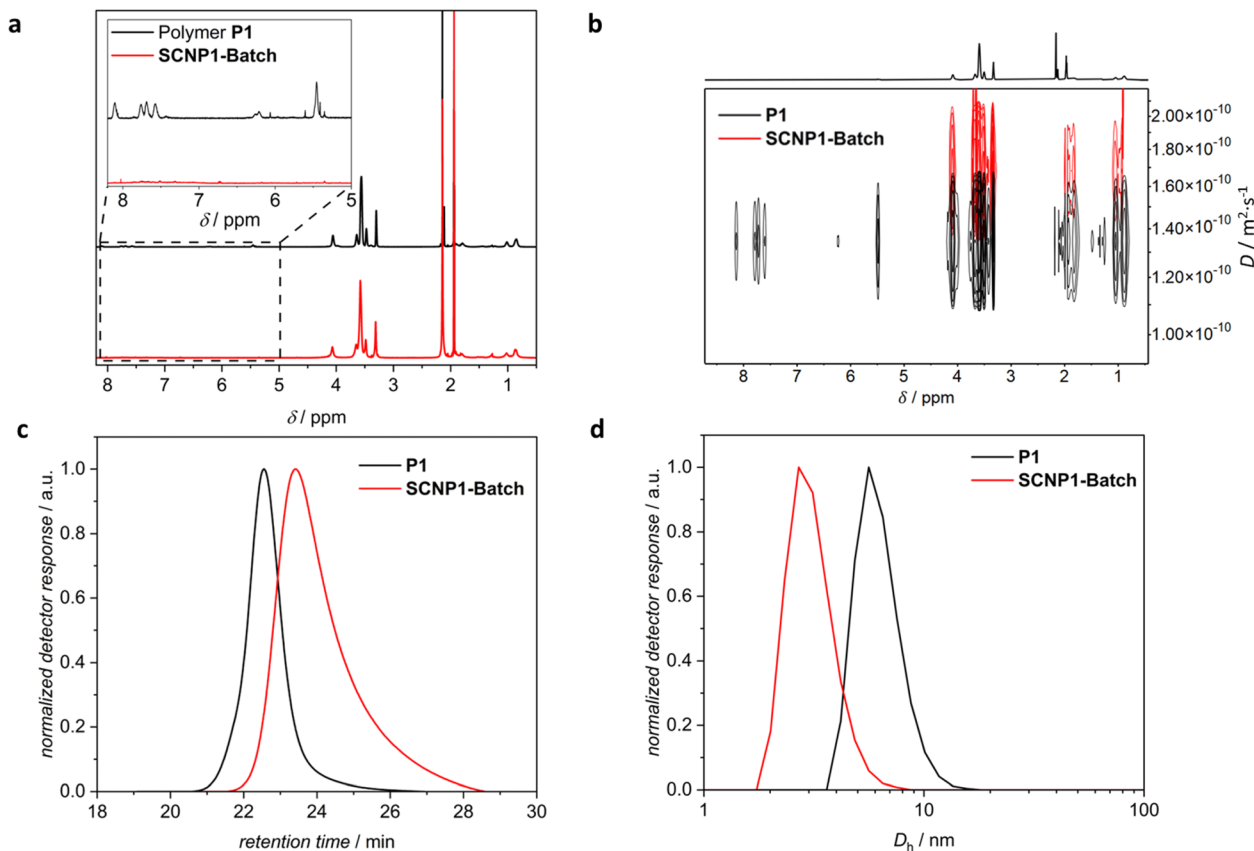 a
Polymer P1
SCNP1-Batch
8 7 6 5
δ / ppm
8 7 6 5 4 3 2 1
δ / ppm
b
P1
SCNP1-Batch
2.00×10⁻¹⁰
1.80×10⁻¹⁰
1.60×10⁻¹⁰
1.40×10⁻¹⁰
1.20×10⁻¹⁰
1.00×10⁻¹⁰
D / m²·s⁻¹
8 7 6 5 4 3 2 1
δ / ppm
c
P1
SCNP1-Batch
normalized detector response / a.u.
1.0
0.8
0.6
0.4
0.2
0.0
18 20 22 24 26 28 30
retention time / min
d
P1
SCNP1-Batch
normalized detector response / a.u.
1.0
0.8
0.6
0.4
0.2
0.0
1 10 100
Dₕ / nm